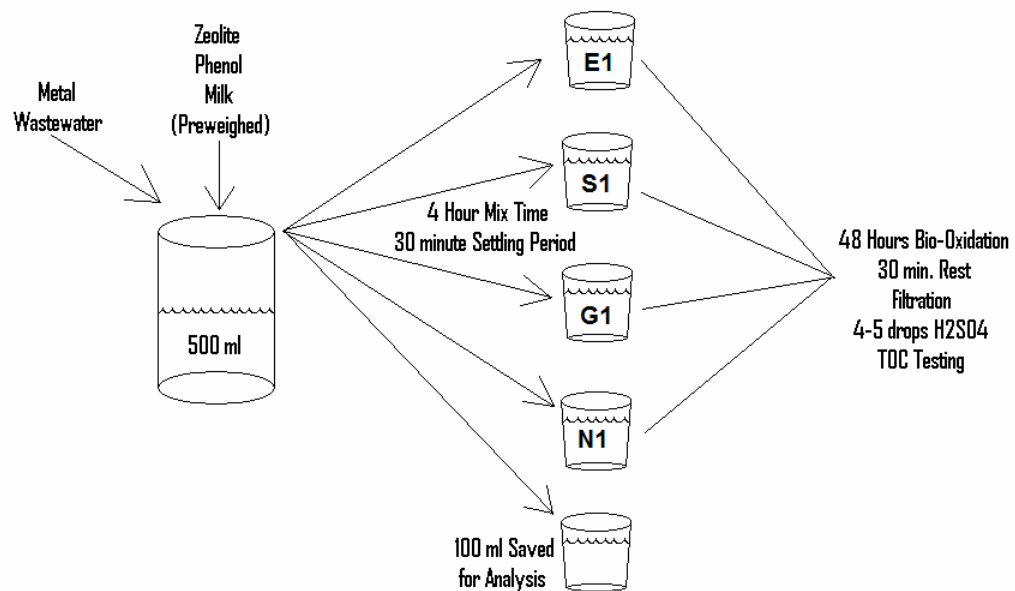 Metal
Wastewater
Zeolite
Phenol
Milk
(Preweighed)
500 ml
4 Hour Mix Time
30 minute Settling Period
E1
S1
G1
N1
100 ml Saved
for Analysis
48 Hours Bio-Oxidation
30 min. Rest
Filtration
4-5 drops H2SO4
TOC Testing